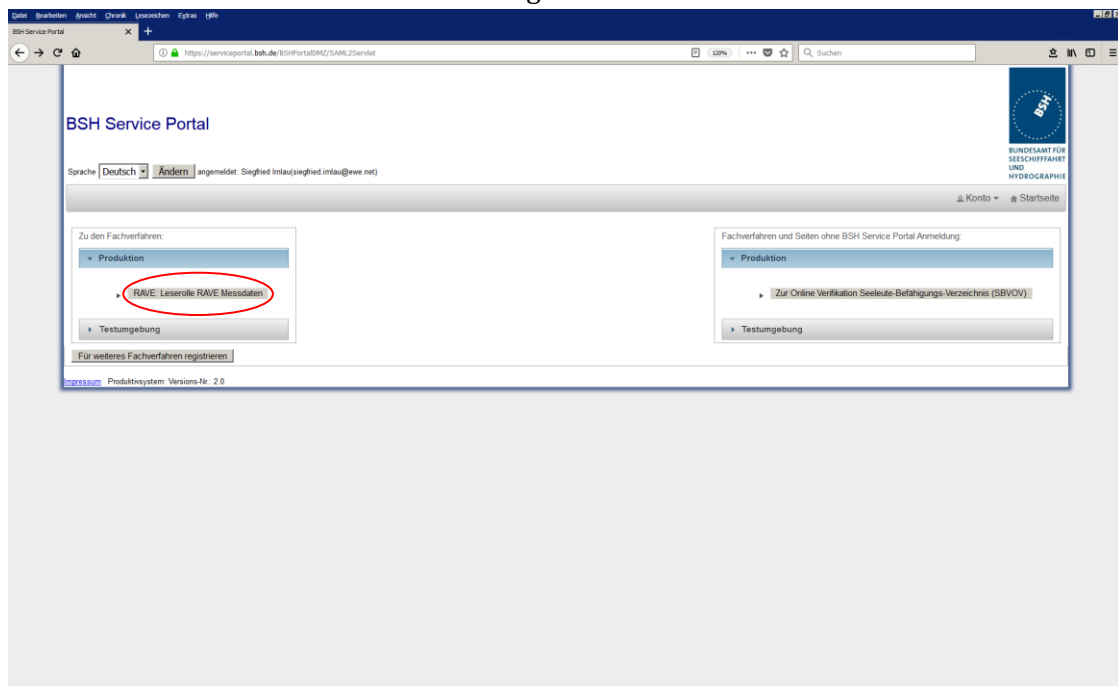 Datei Bearbeiten Ansicht Chronik Lesezeichen Extras Hilfe
BSH Service Portal
https://serviceportal.bsh.de/BSHPortalDMZ/SAML2Servlet 120% Suchen
BSH
BUNDESAMT FÜR
SEESCHIFFFAHRT
UND
HYDROGRAPHIE
BSH Service Portal
Sprache Deutsch Ändern angemeldet: Siegfried Imlau(siegfried.imlau@ewe.net)
Konto Startseite
Zu den Fachverfahren:
Produktion
RAVE: Leserolle RAVE Messdaten
Testumgebung
Für weiteres Fachverfahren registrieren
Fachverfahren und Seiten ohne BSH Service Portal Anmeldung:
Produktion
Zur Online Verifikation Seeleute-Befähigungs-Verzeichnis (SBVOV)
Testumgebung
Impressum Produktivsystem: Versions-Nr.: 2.0